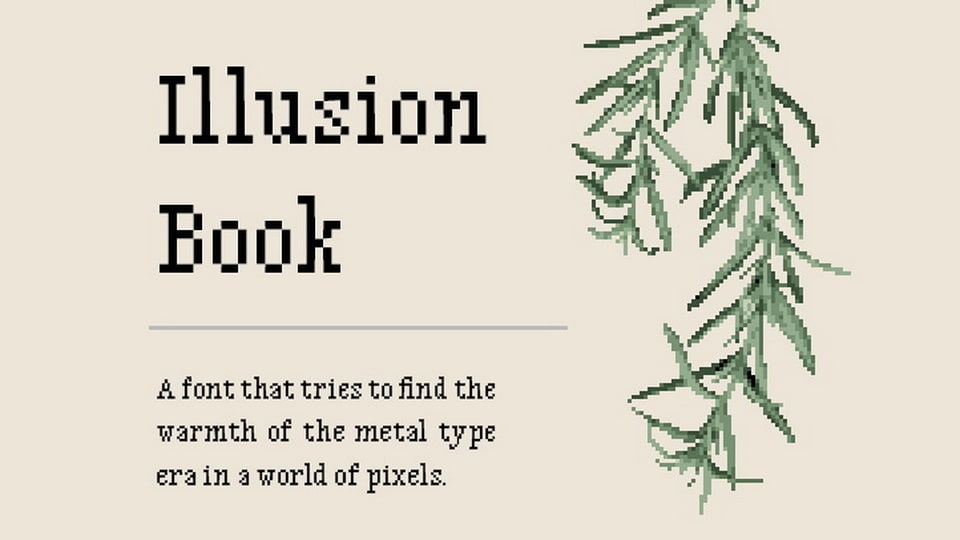 Illusion
Book
A font that tries to find the
warmth of the metal type
era in a world of pixels.